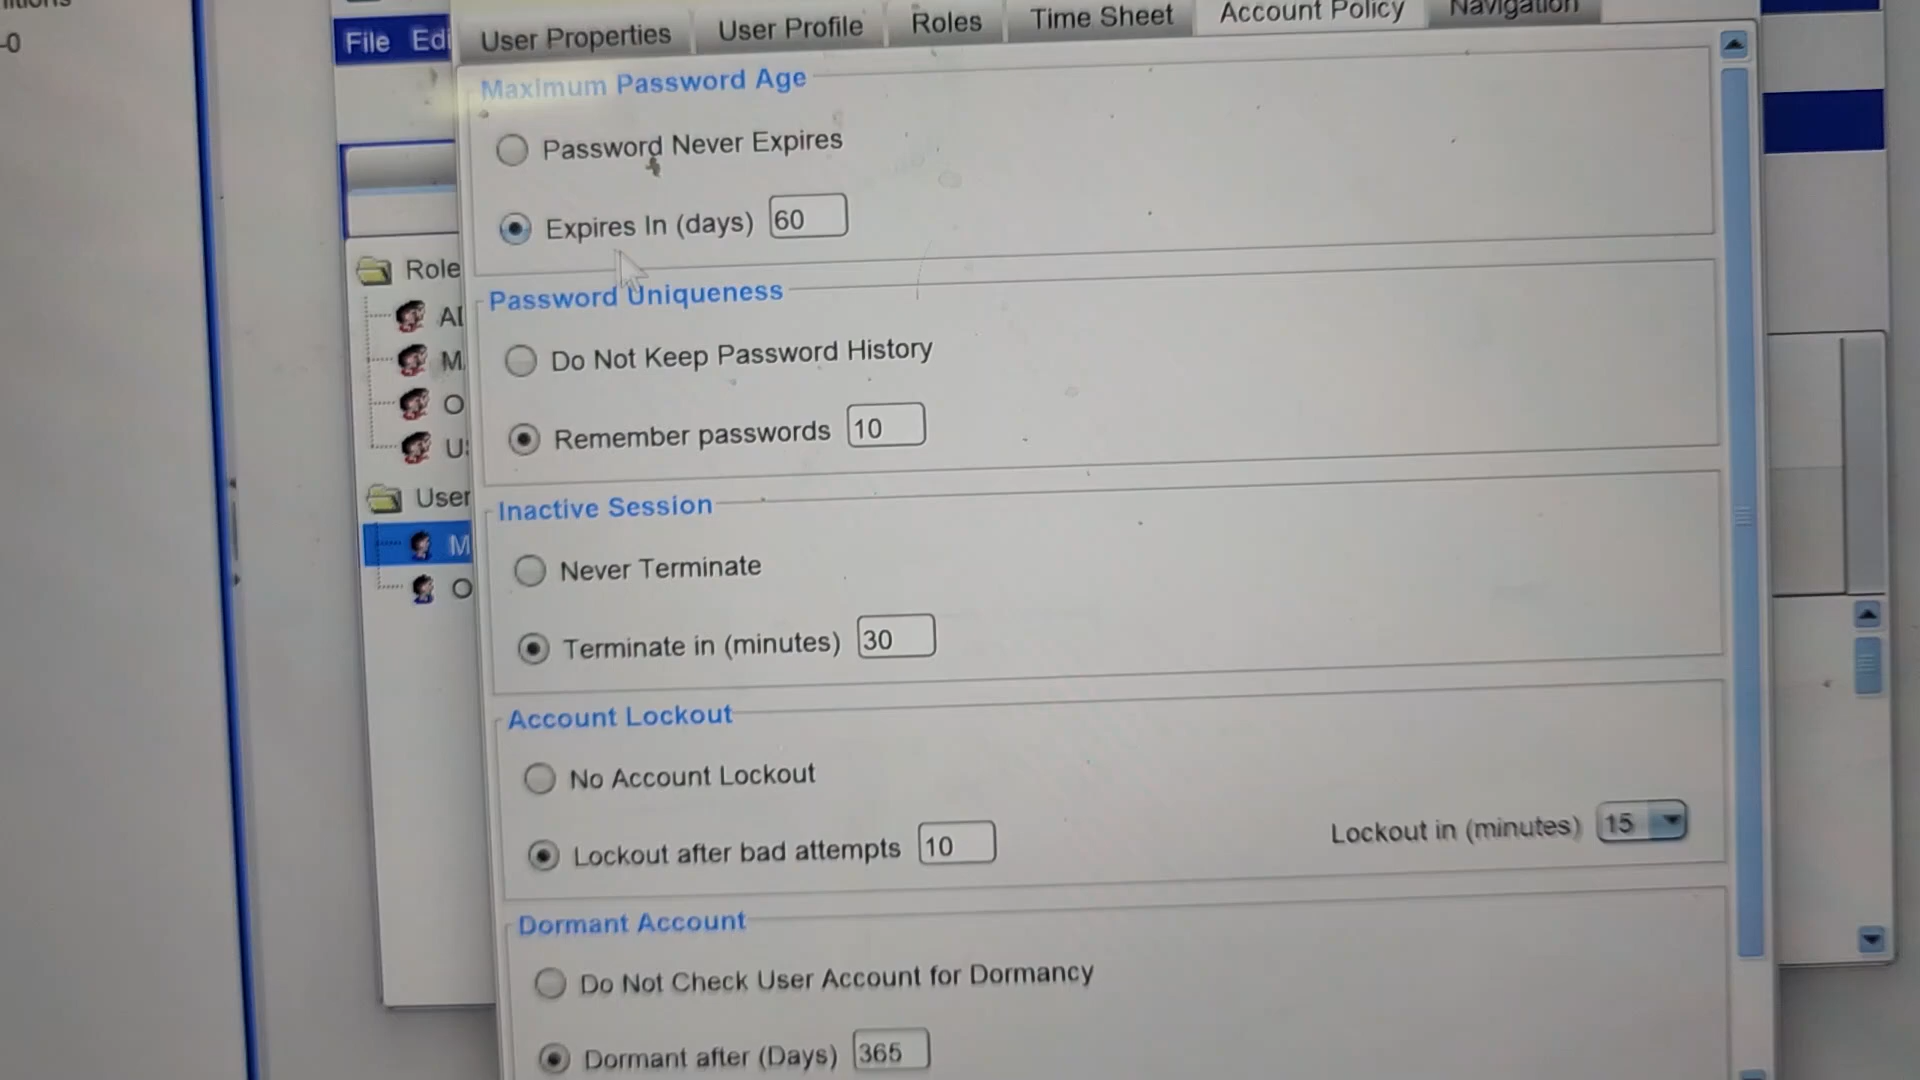 -0
File Edi
User Properties User Profile Roles Time Sheet Account Policy Navigation
Maximum Password Age
Password Never Expires
Expires In (days) 60
Password Uniqueness
Do Not Keep Password History
Remember passwords 10
Inactive Session
Never Terminate
Terminate in (minutes) 30
Account Lockout
No Account Lockout
Lockout after bad attempts 10
Lockout in (minutes) 15
Dormant Account
Do Not Check User Account for Dormancy
Dormant after (Days) 365
Role
M
O
User
M
O